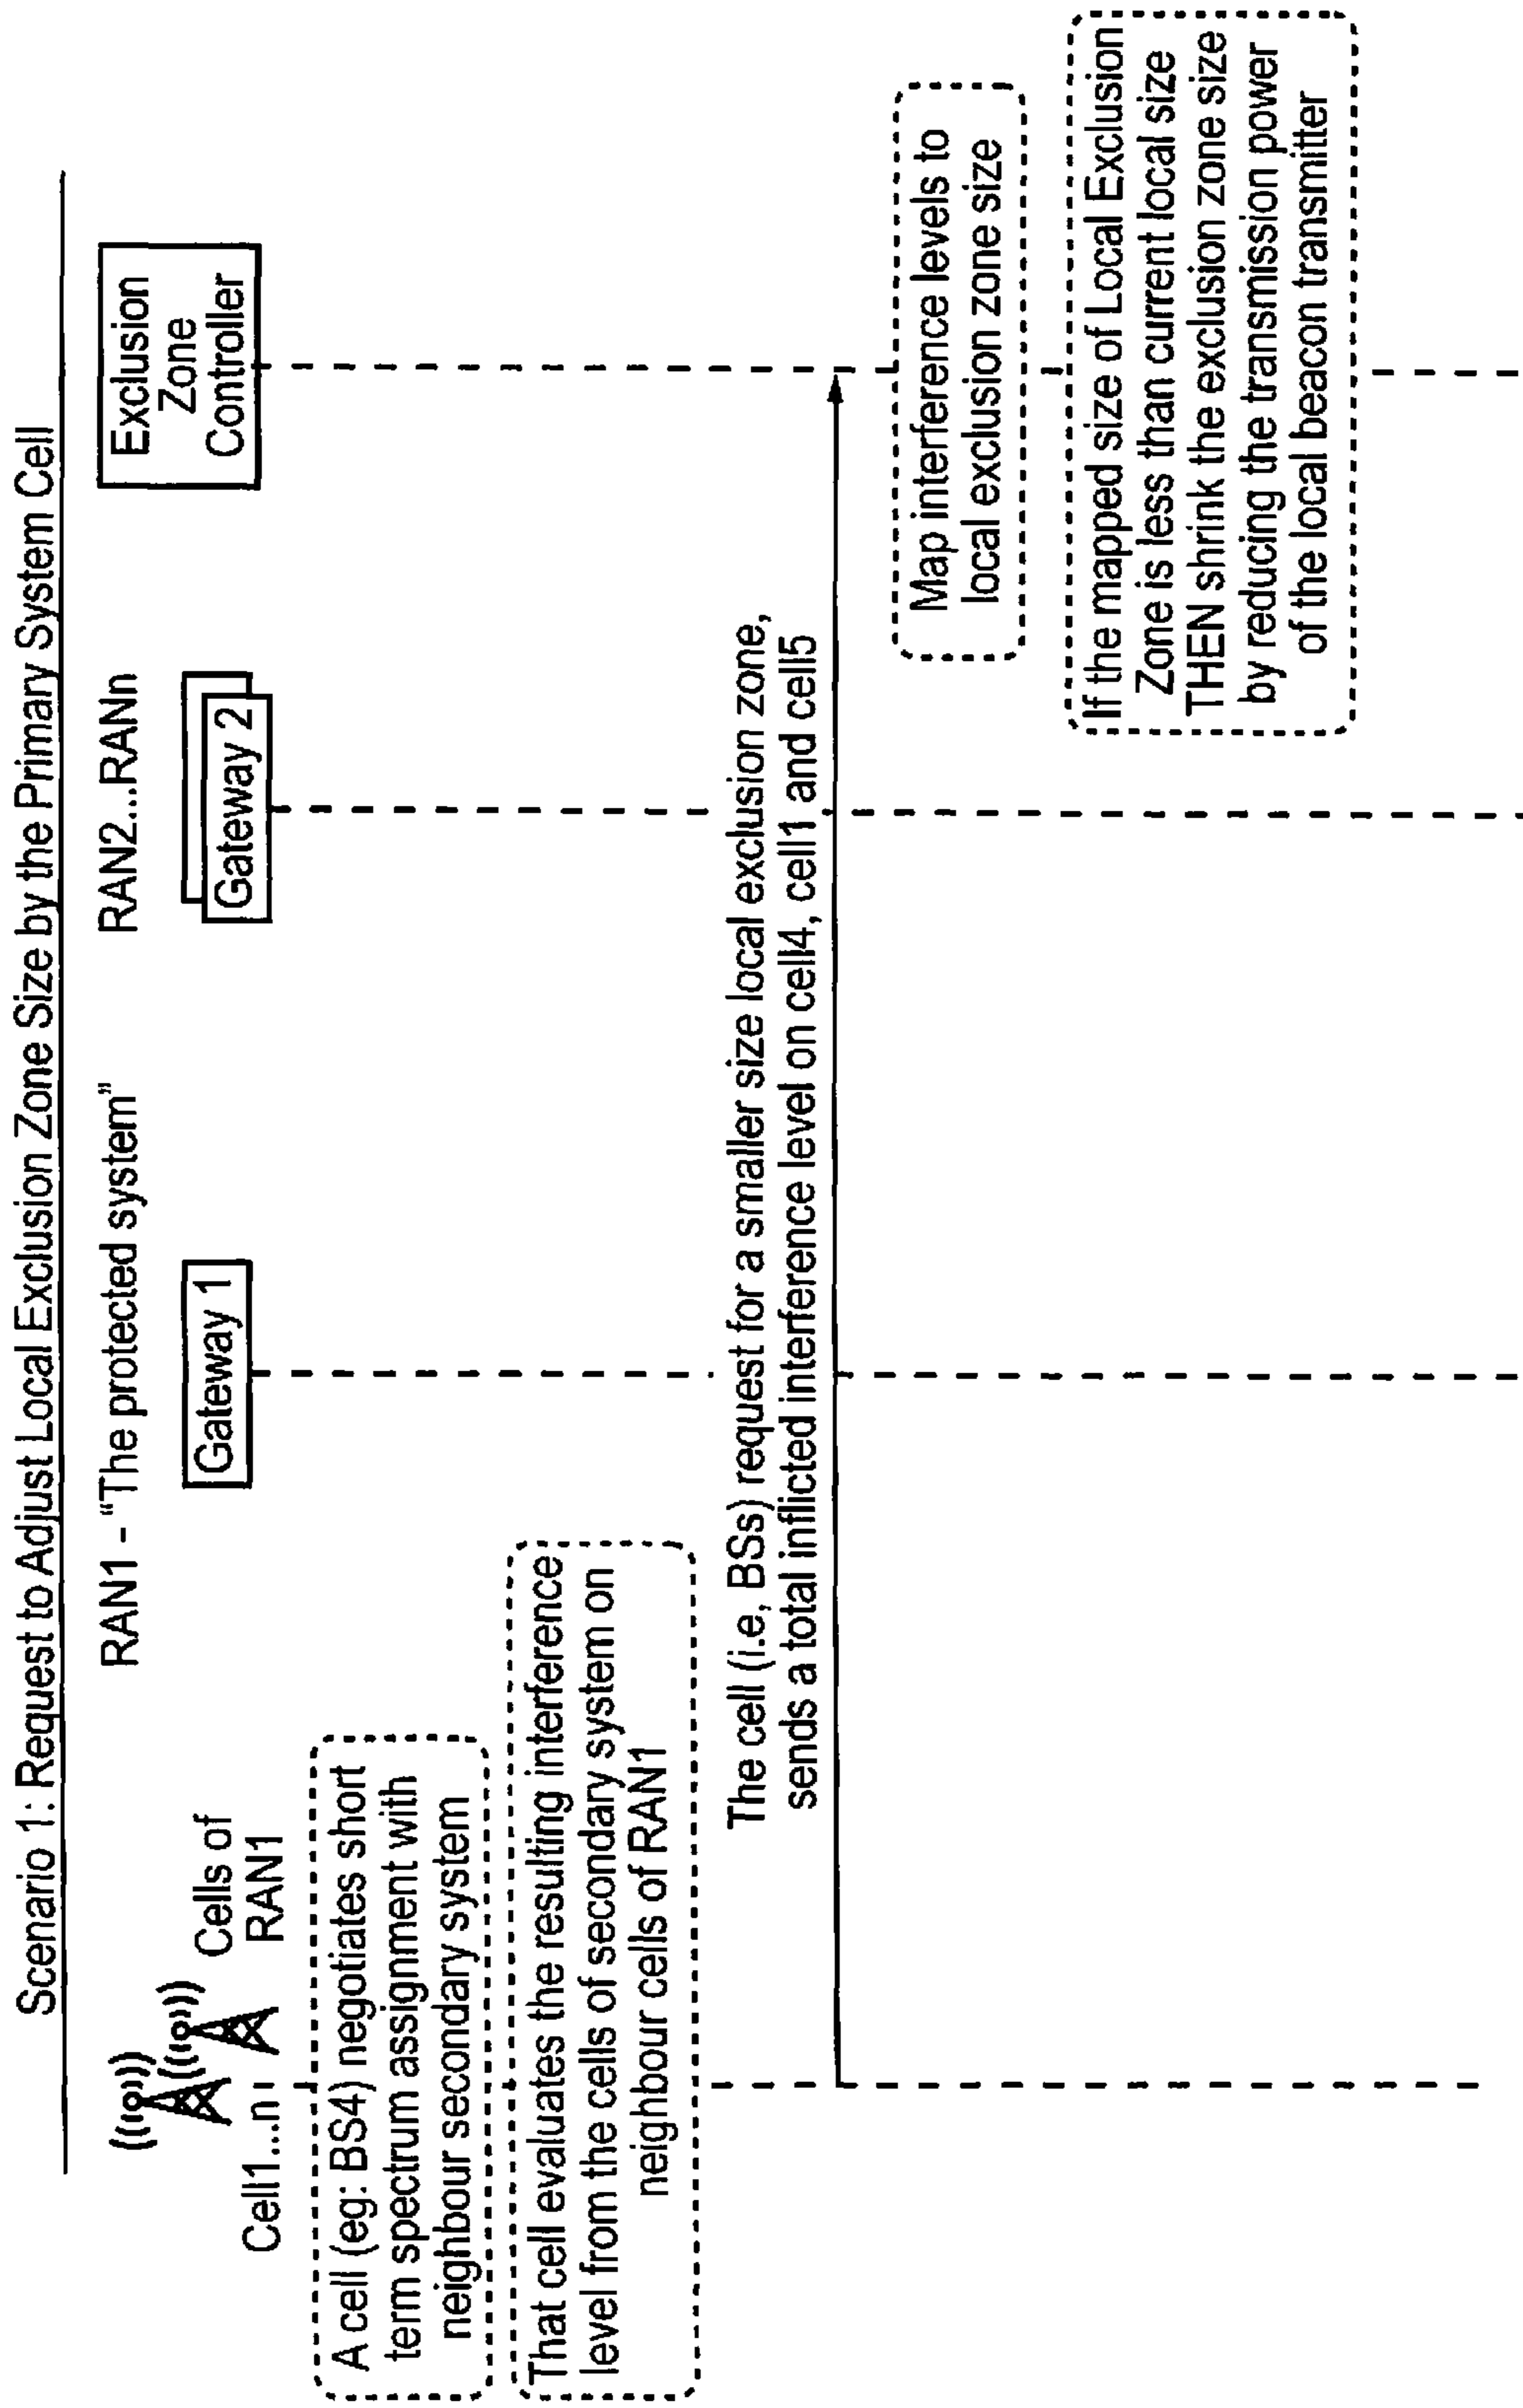 Scenario 1: Request to Adjust Local Exclusion Zone Size by the Primary System Cell
RAN1 - "The protected system"
RAN2...RANn
Cells of
RAN1
Cell1...n
Gateway 1
Gateway 2
Exclusion
Zone
Controller
A cell (eg: BS4) negotiates short
term spectrum assignment with
neighbour secondary system
That cell evaluates the resulting interference
level from the cells of secondary system on
neighbour cells of RAN1
The cell (i.e, BSs) request for a smaller size local exclusion zone,
sends a total inflicted interference level on cell4, cell1 and cell5
Map interference levels to
local exclusion zone size
If the mapped size of Local Exclusion
Zone is less than current local size
THEN shrink the exclusion zone size
by reducing the transmission power
of the local beacon transmitter